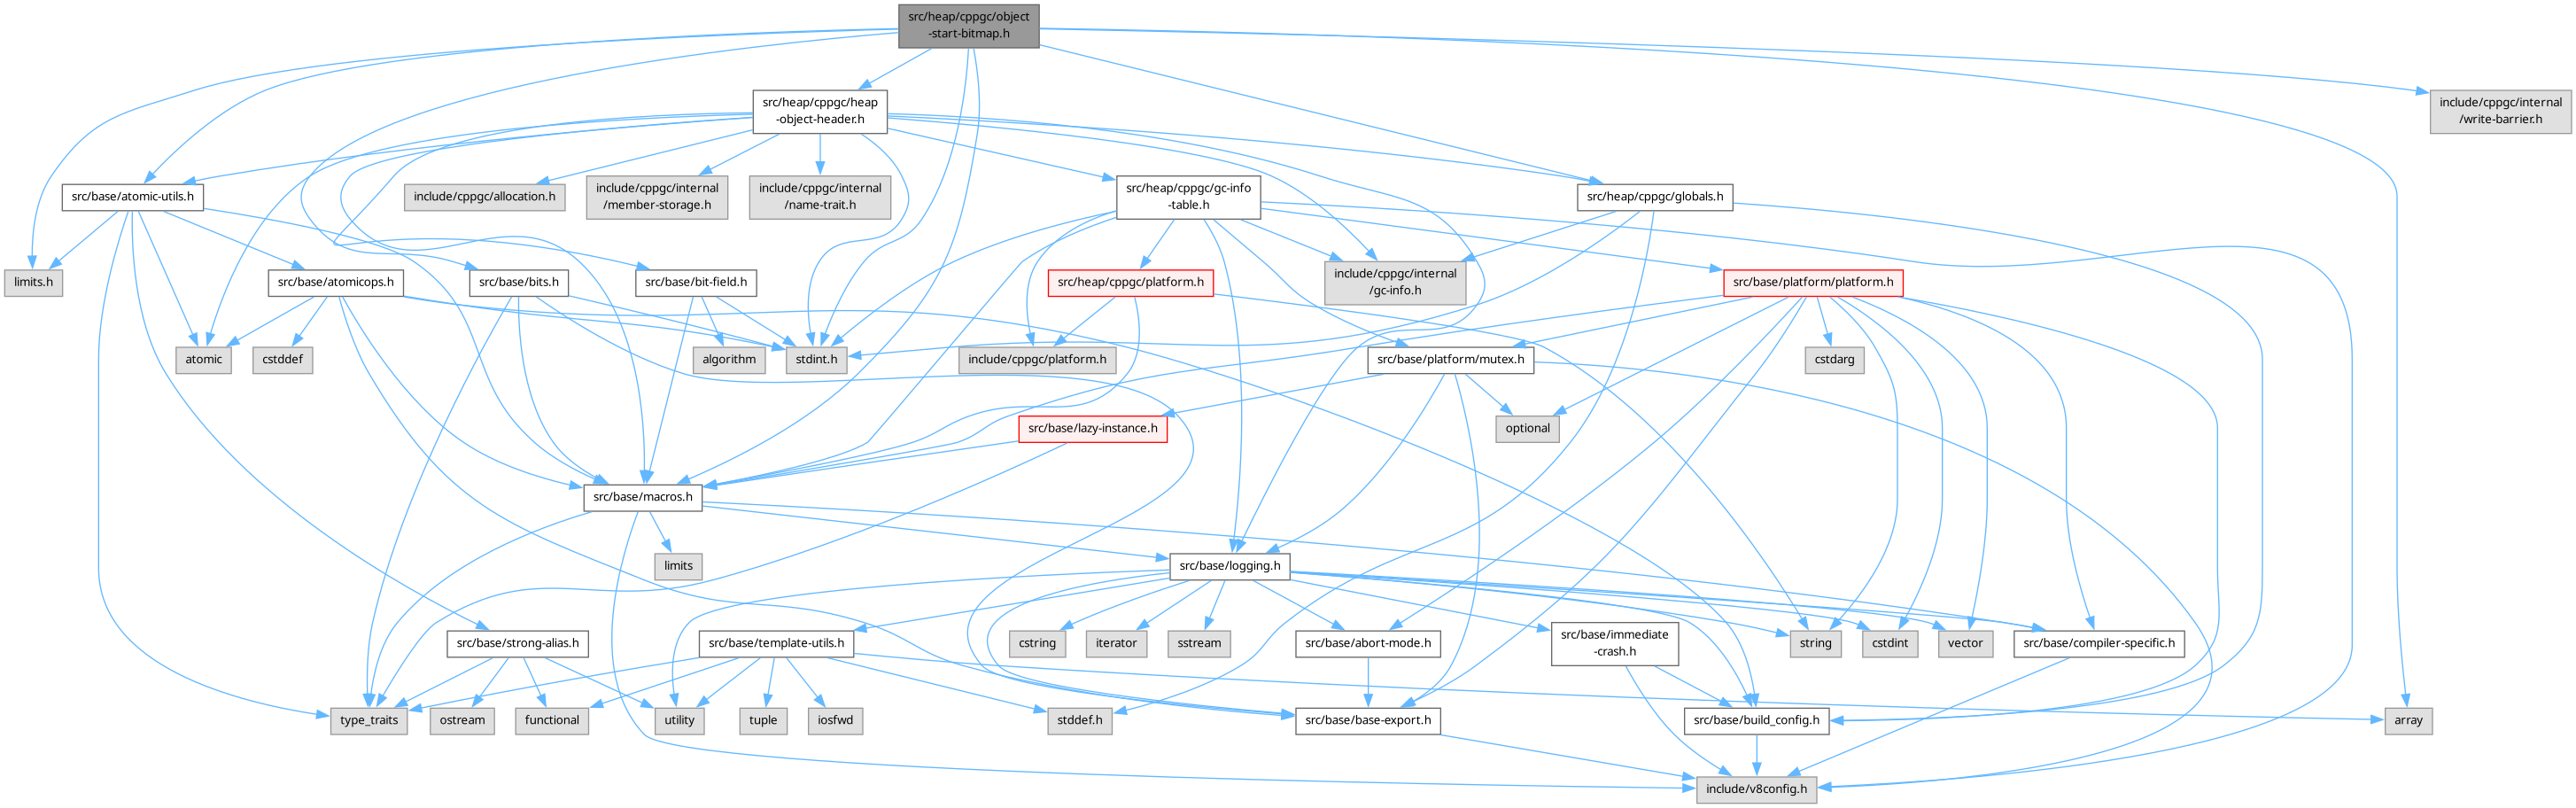 src/heap/cppgc/object
-start-bitmap.h
src/heap/cppgc/heap
-object-header.h
include/cppgc/internal
/write-barrier.h
src/base/atomic-utils.h
include/cppgc/allocation.h
include/cppgc/internal
/member-storage.h
include/cppgc/internal
/name-trait.h
src/heap/cppgc/gc-info
-table.h
src/heap/cppgc/globals.h
limits.h
src/base/atomicops.h
src/base/bits.h
src/base/bit-field.h
src/heap/cppgc/platform.h
include/cppgc/internal
/gc-info.h
src/base/platform/platform.h
atomic
cstddef
algorithm
stdint.h
include/cppgc/platform.h
src/base/platform/mutex.h
cstdarg
src/base/lazy-instance.h
optional
src/base/macros.h
limits
src/base/logging.h
src/base/strong-alias.h
src/base/template-utils.h
cstring
iterator
sstream
src/base/abort-mode.h
src/base/immediate
-crash.h
string
cstdint
vector
src/base/compiler-specific.h
type_traits
ostream
functional
utility
tuple
iosfwd
stddef.h
src/base/base-export.h
src/base/build_config.h
array
include/v8config.h